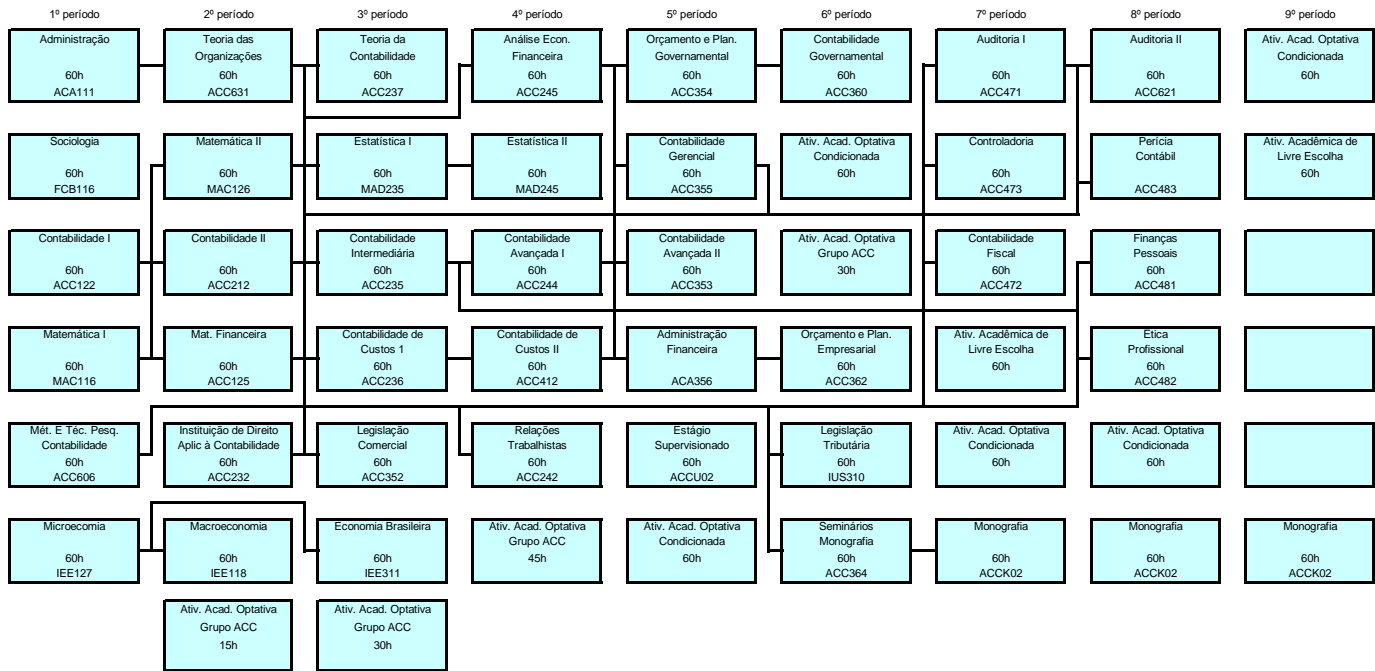 1º período
2º período
3º período
4º período
5º período
6º período
7º período
8º período
9º período
Administração
60h
ACA111
Teoria das
Organizações
60h
ACC631
Teoria da
Contabilidade
60h
ACC237
Análise Econ.
Financeira
60h
ACC245
Orçamento e Plan.
Governamental
60h
ACC354
Contabilidade
Governamental
60h
ACC360
Auditoria I
60h
ACC471
Auditoria II
60h
ACC621
Ativ. Acad. Optativa
Condicionada
60h
Sociologia
60h
FCB116
Matemática II
60h
MAC126
Estatística I
60h
MAD235
Estatística II
60h
MAD245
Contabilidade
Gerencial
60h
ACC355
Ativ. Acad. Optativa
Condicionada
60h
Controladoria
60h
ACC473
Perícia
Contábil
ACC483
Ativ. Acadêmica de
Livre Escolha
60h
Contabilidade I
60h
ACC122
Contabilidade II
60h
ACC212
Contabilidade
Intermediária
60h
ACC235
Contabilidade
Avançada I
60h
ACC244
Contabilidade
Avançada II
60h
ACC353
Ativ. Acad. Optativa
Grupo ACC
30h
Contabilidade
Fiscal
60h
ACC472
Finanças
Pessoais
60h
ACC481
Matemática I
60h
MAC116
Mat. Financeira
60h
ACC125
Contabilidade de
Custos 1
60h
ACC236
Contabilidade de
Custos II
60h
ACC412
Administração
Financeira
ACA356
Orçamento e Plan.
Empresarial
60h
ACC362
Ativ. Acadêmica de
Livre Escolha
60h
Ética
Profissional
60h
ACC482
Mét. E Téc. Pesq.
Contabilidade
60h
ACC606
Instituição de Direito
Aplic à Contabilidade
60h
ACC232
Legislação
Comercial
60h
ACC352
Relações
Trabalhistas
60h
ACC242
Estágio
Supervisionado
60h
ACCU02
Legislação
Tributária
60h
IUS310
Ativ. Acad. Optativa
Condicionada
60h
Ativ. Acad. Optativa
Condicionada
60h
Microecomia
60h
IEE127
Macroeconomia
60h
IEE118
Economia Brasileira
60h
IEE311
Ativ. Acad. Optativa
Grupo ACC
45h
Ativ. Acad. Optativa
Condicionada
60h
Seminários
Monografia
60h
ACC364
Monografia
60h
ACCK02
Monografia
60h
ACCK02
Monografia
60h
ACCK02
Ativ. Acad. Optativa
Grupo ACC
15h
Ativ. Acad. Optativa
Grupo ACC
30h